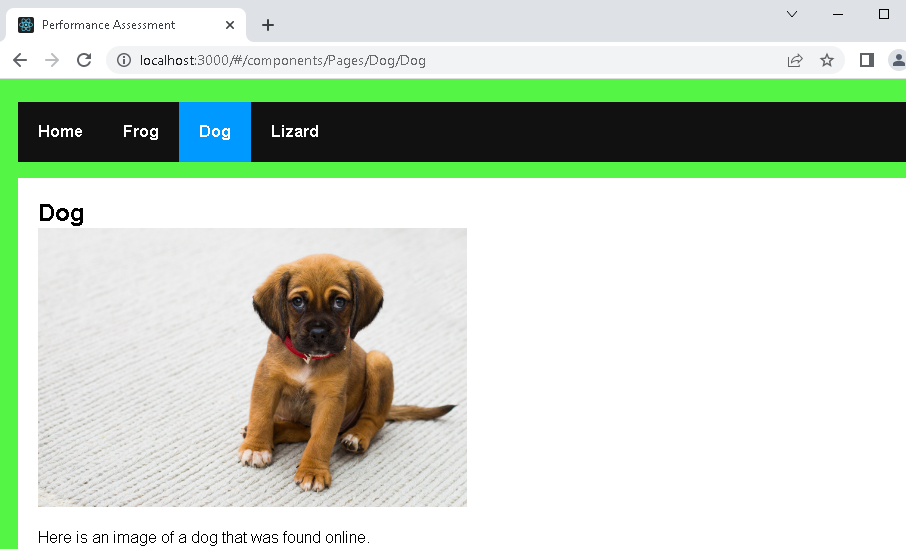 Performance Assessment
localhost:3000/#/components/Pages/Dog/Dog
Home Frog Dog Lizard
Dog
Here is an image of a dog that was found online.